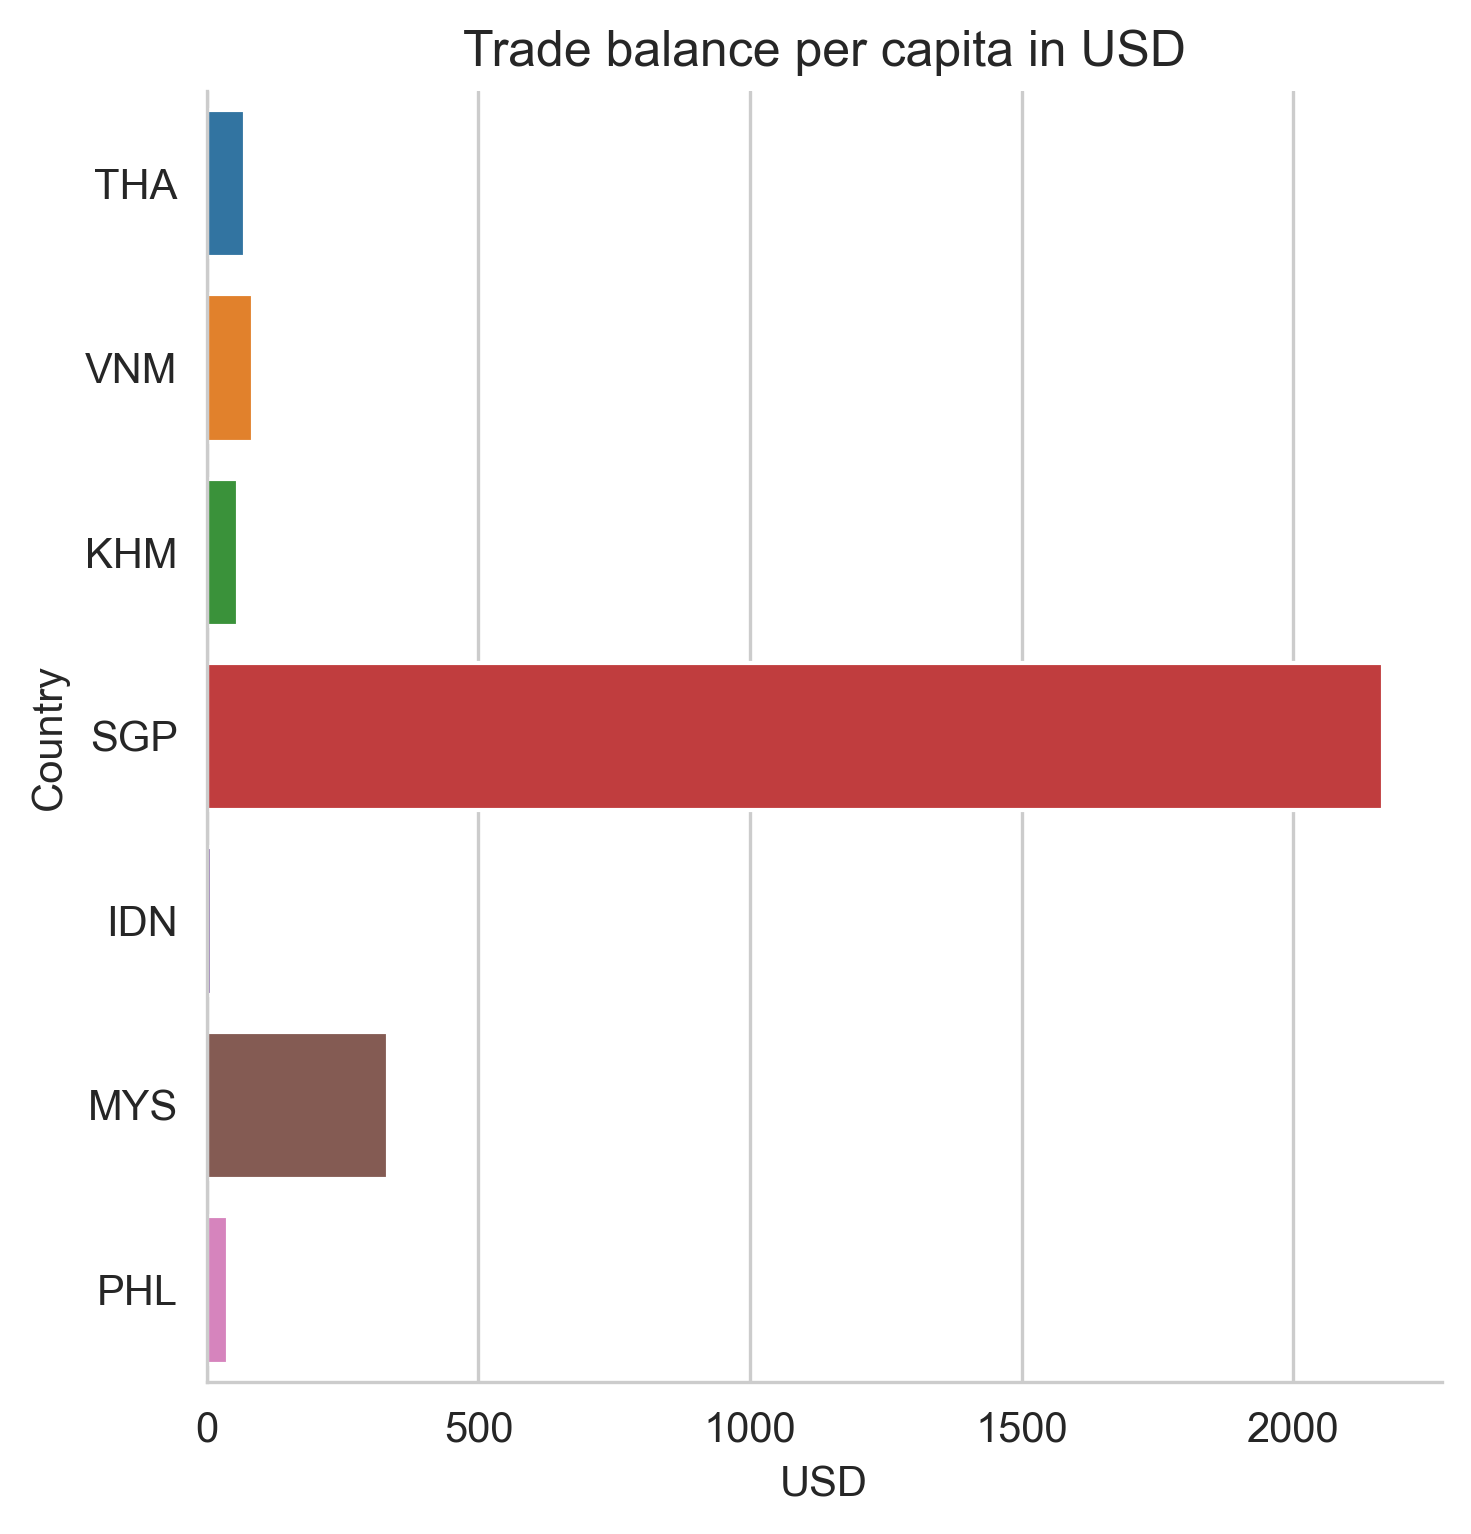 Trade balance per capita in USD
Country
THA
VNM
KHM
SGP
IDN
MYS
PHL
0 500 1000 1500 2000
USD